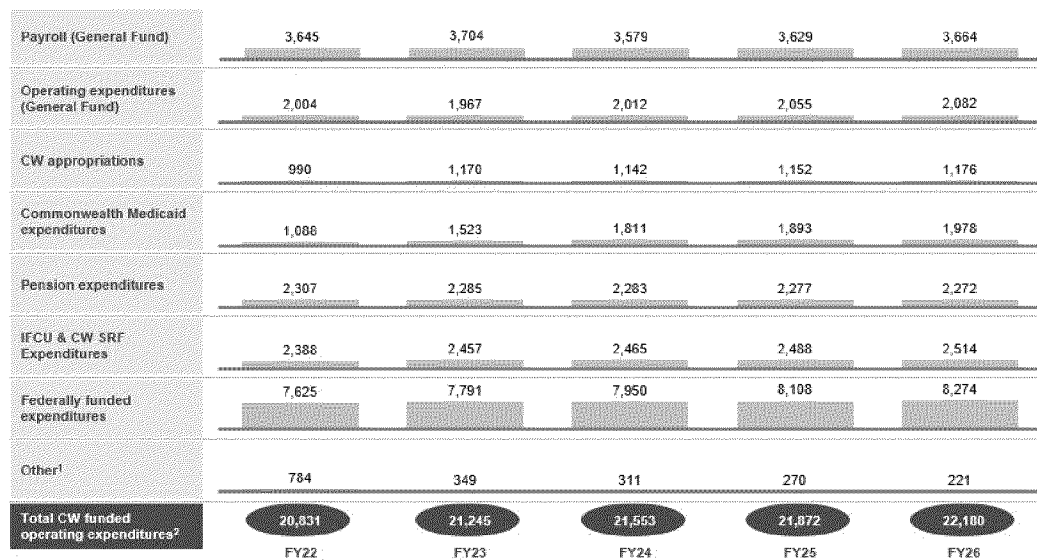 Payroll (General Fund) 3,645 3,704 3,579 3,629 3,664
Operating expenditures
(General Fund) 2,004 1,967 2,012 2,055 2,082
CW appropriations 990 1,170 1,142 1,152 1,176
Commonwealth Medicaid
expenditures 1,088 1,523 1,811 1,893 1,978
Pension expenditures 2,307 2,285 2,283 2,277 2,272
IFCU & CW SRF
Expenditures 2,388 2,457 2,465 2,488 2,514
Federally funded
expenditures 7,625 7,791 7,950 8,108 8,274
Other¹ 784 349 311 270 221
Total CW funded
operating expenditures² 20,831 21,245 21,553 21,872 22,180
FY22 FY23 FY24 FY25 FY26